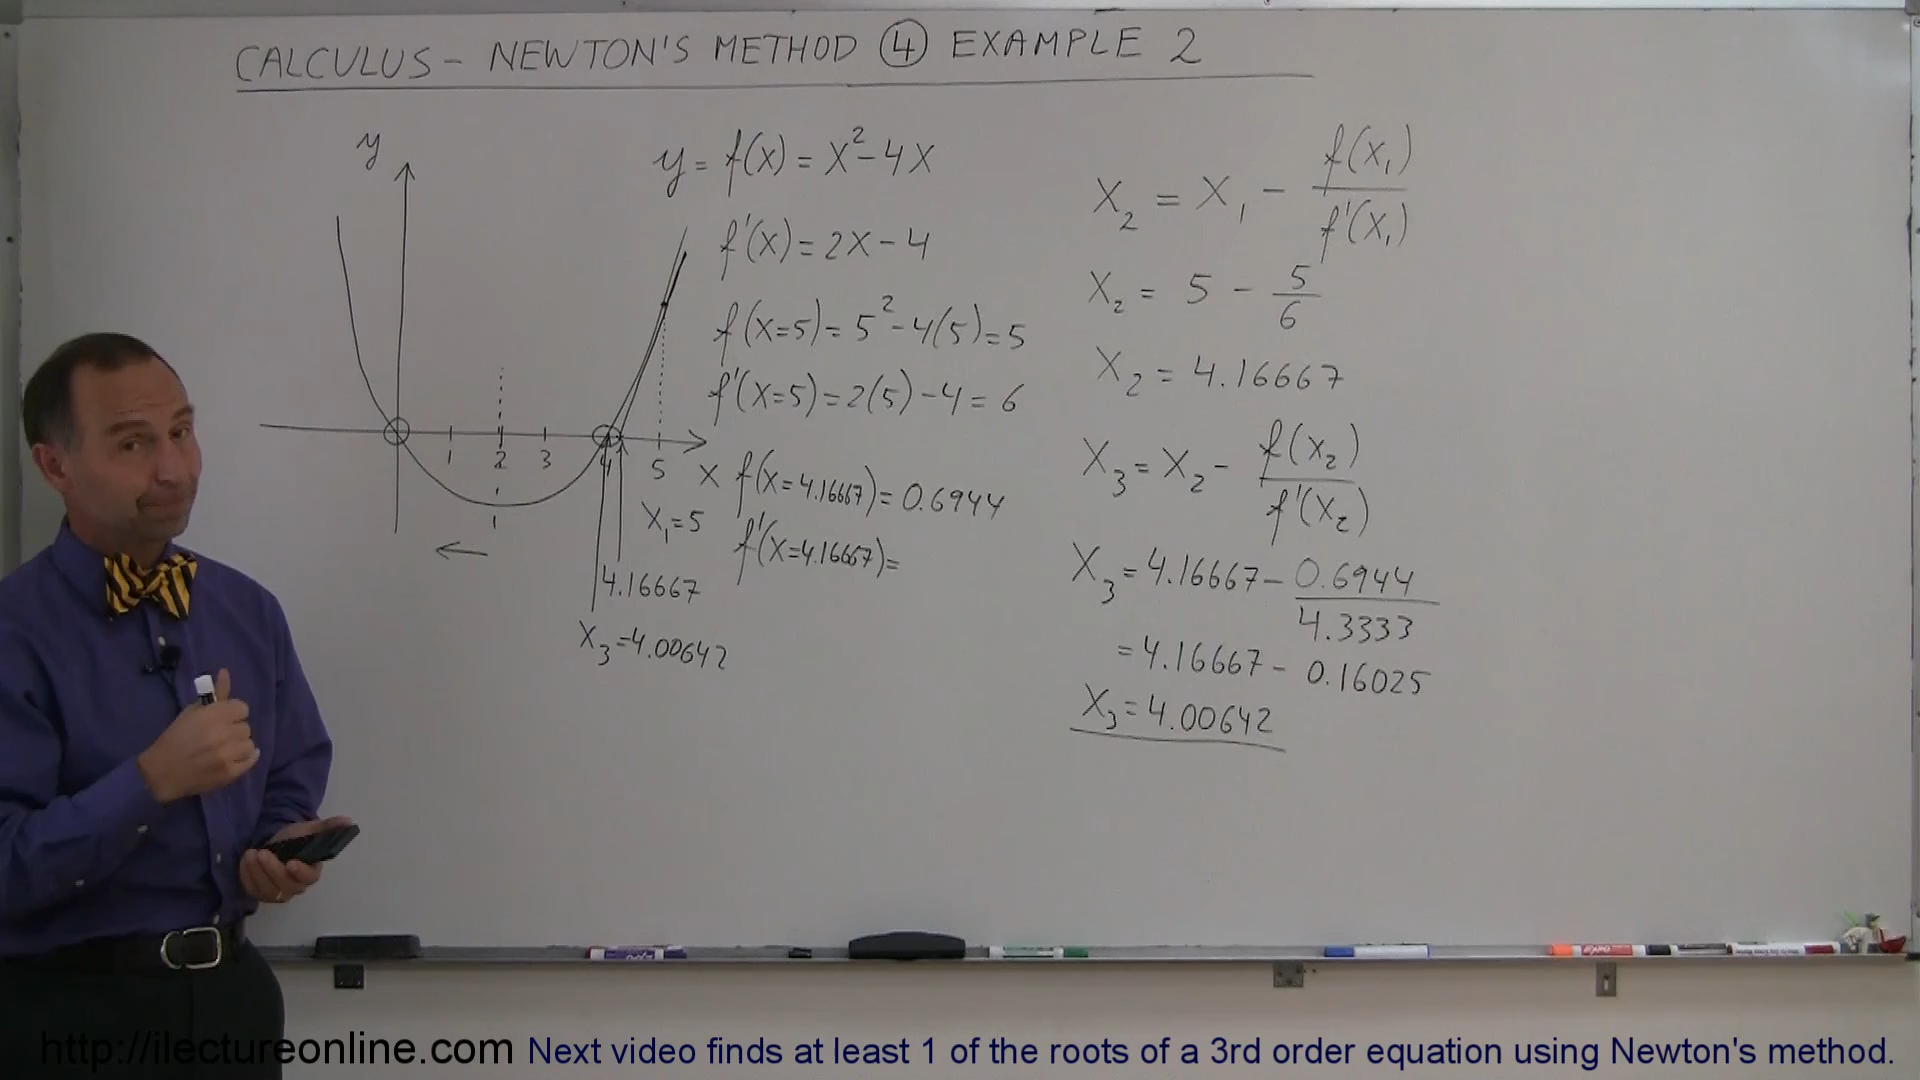 CALCULUS - NEWTON'S METHOD ④ EXAMPLE 2
y
y = f(x) = x² - 4x
f'(x) = 2x - 4
f(x=5) = 5² - 4(5) = 5
f'(x=5) = 2(5) - 4 = 6
1 2 3 4 5 x
f(x=4.16667) = 0.6944
x₁ = 5
f'(x=4.16667) =
4.16667
x₃ = 4.00642
x₂ = x₁ - f(x₁)/f'(x₁)
x₂ = 5 - 5/6
x₂ = 4.16667
x₃ = x₂ - f(x₂)/f'(x₂)
x₃ = 4.16667 - 0.6944/4.3333
= 4.16667 - 0.16025
x₃ = 4.00642
http://ilectureonline.com Next video finds at least 1 of the roots of a 3rd order equation using Newton's method.